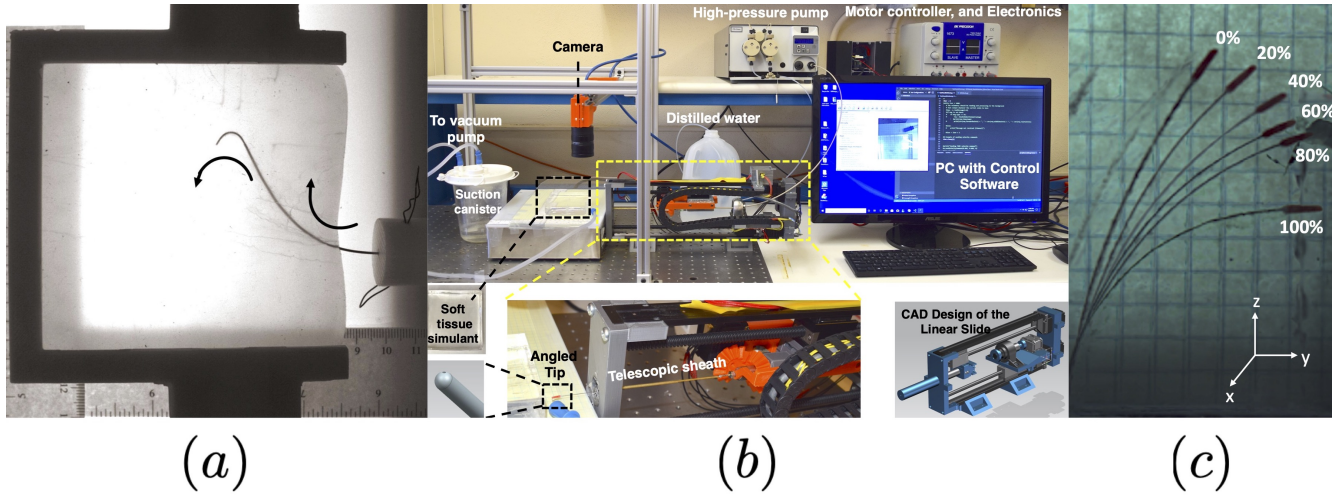 High-pressure pump
Motor controller, and Electronics
Camera
To vacuum
pump
Distilled water
Suction
canister
PC with Control
Software
Soft
tissue
simulant
Angled
Tip
Telescopic sheath
CAD Design of the
Linear Slide
0%
20%
40%
60%
80%
100%
z
y
x
(a)
(b)
(c)